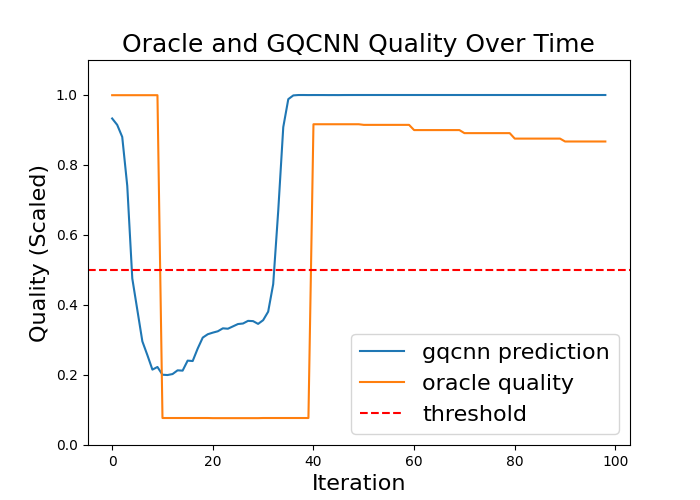 Oracle and GQCNN Quality Over Time
Quality (Scaled)
1.0
0.8
0.6
0.4
0.2
0.0
gqcnn prediction
oracle quality
threshold
0 20 40 60 80 100
Iteration